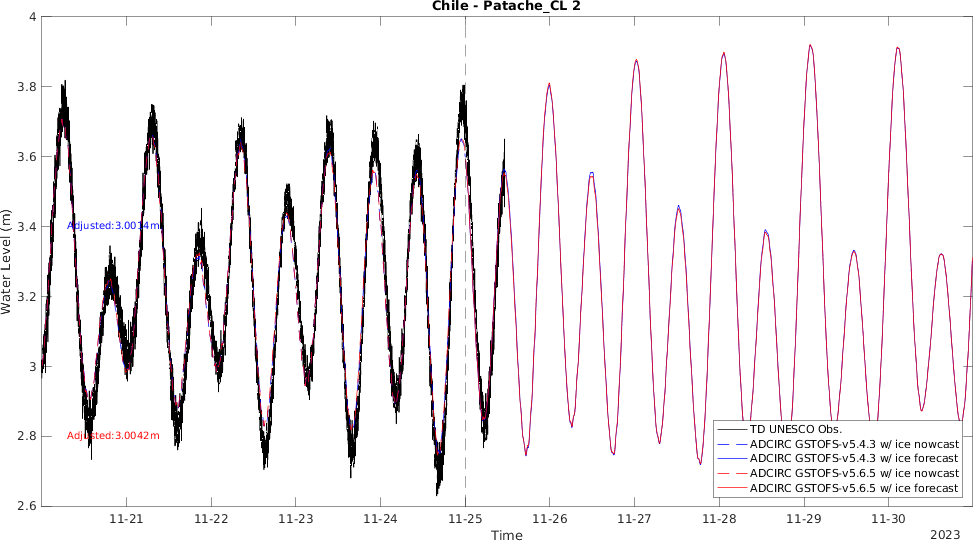 Chile - Patache_CL 2
4
3.8
3.6
3.4
3.2
3
2.8
2.6
Water Level (m)
Adjusted:3.0014m
Adjusted:3.0042m
TD UNESCO Obs.
ADCIRC GSTOFS-v5.4.3 w/ ice nowcast
ADCIRC GSTOFS-v5.4.3 w/ ice forecast
ADCIRC GSTOFS-v5.6.5 w/ ice nowcast
ADCIRC GSTOFS-v5.6.5 w/ ice forecast
11-21 11-22 11-23 11-24 11-25 11-26 11-27 11-28 11-29 11-30
Time
2023